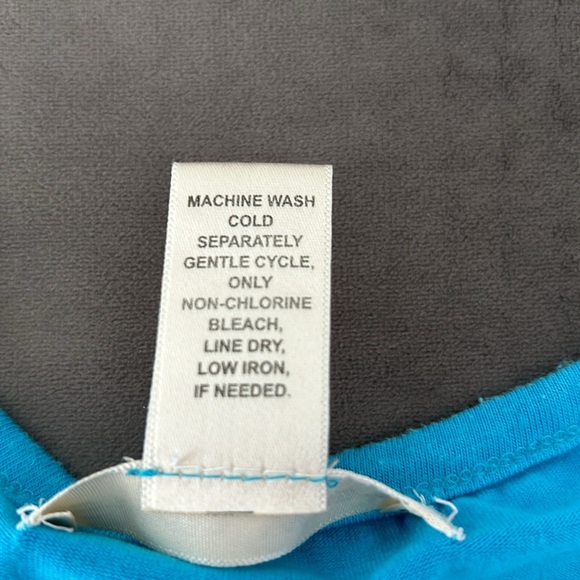 MACHINE WASH
COLD
SEPARATELY
GENTLE CYCLE,
ONLY
NON-CHLORINE
BLEACH,
LINE DRY,
LOW IRON,
IF NEEDED.